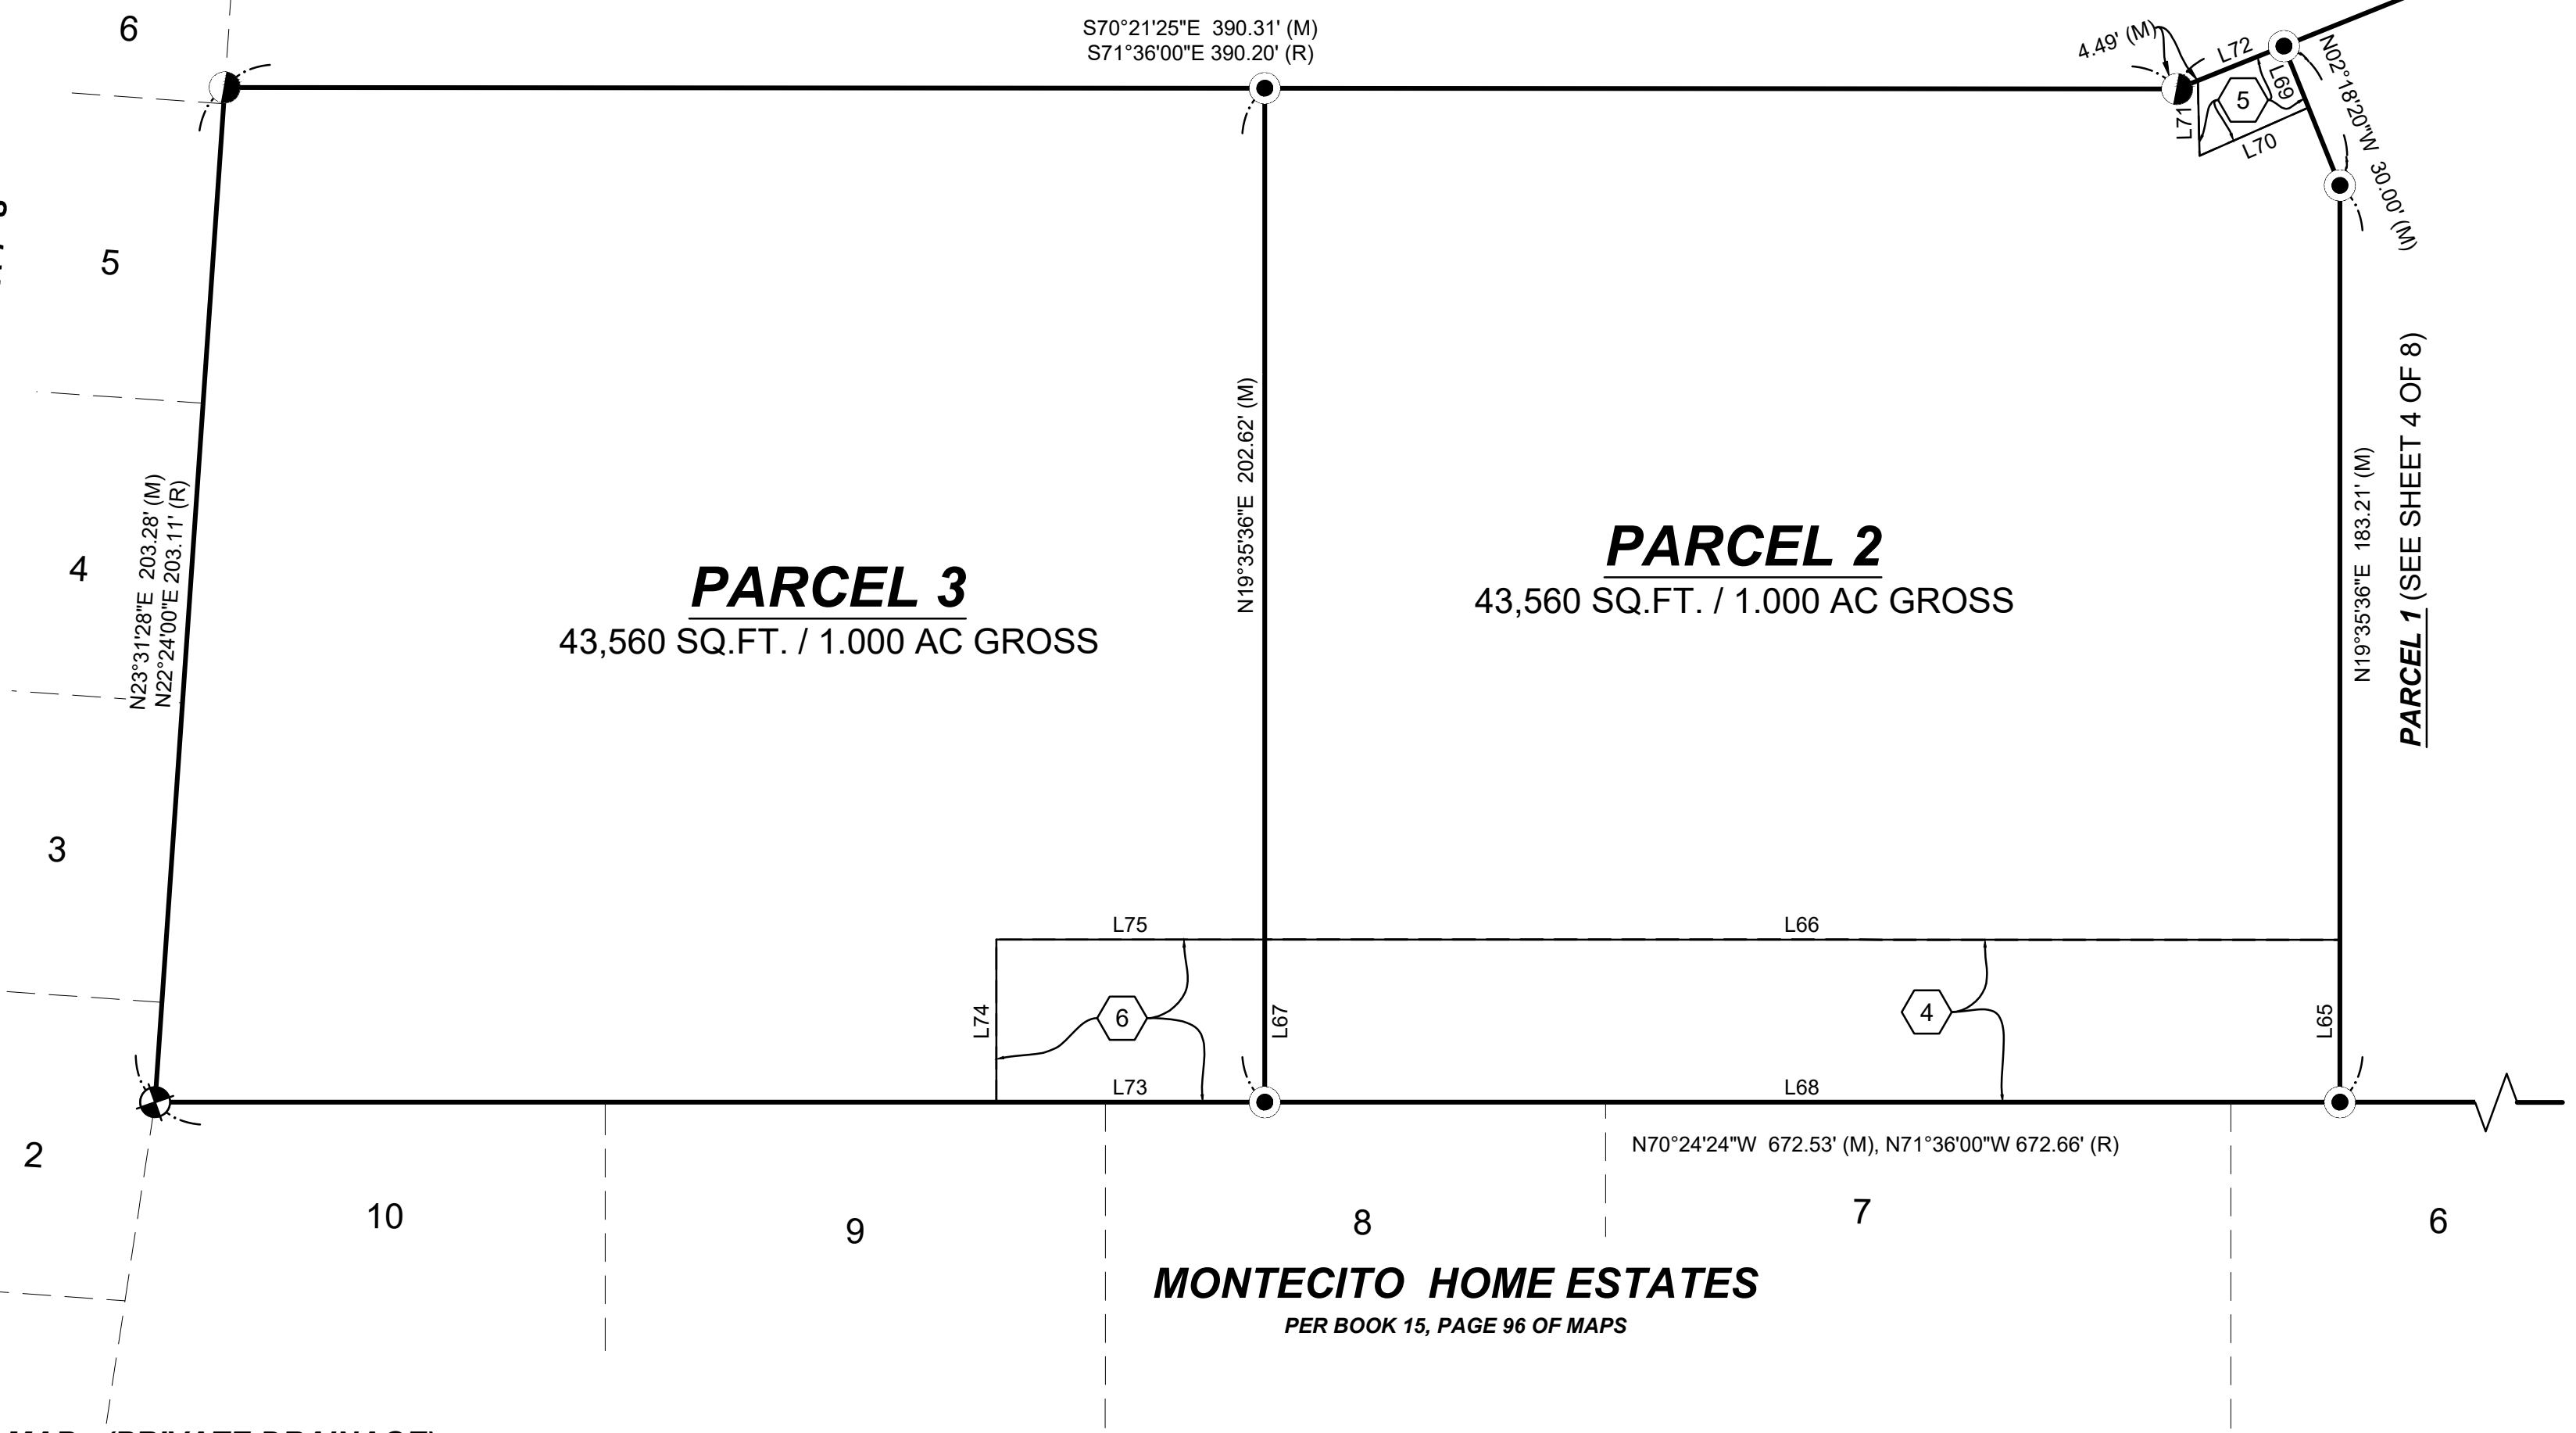 6
S70°21'25"E 390.31' (M)
S71°36'00"E 390.20' (R)
4.49' (M)
L72
L69
5
L71
L70
N02°18'20"W 30.00' (M)
5
4
3
2
N23°31'28"E 203.28' (M)
N22°24'00"E 203.11' (R)
PARCEL 3
43,560 SQ.FT. / 1.000 AC GROSS
N19°35'36"E 202.62' (M)
PARCEL 2
43,560 SQ.FT. / 1.000 AC GROSS
N19°35'36"E 183.21' (M)
PARCEL 1 (SEE SHEET 4 OF 8)
L75
L66
L74
6
L67
4
L65
L73
L68
N70°24'24"W 672.53' (M), N71°36'00"W 672.66' (R)
10
9
8
7
6
MONTECITO HOME ESTATES
PER BOOK 15, PAGE 96 OF MAPS
(PRIVATE DRAINAGE)